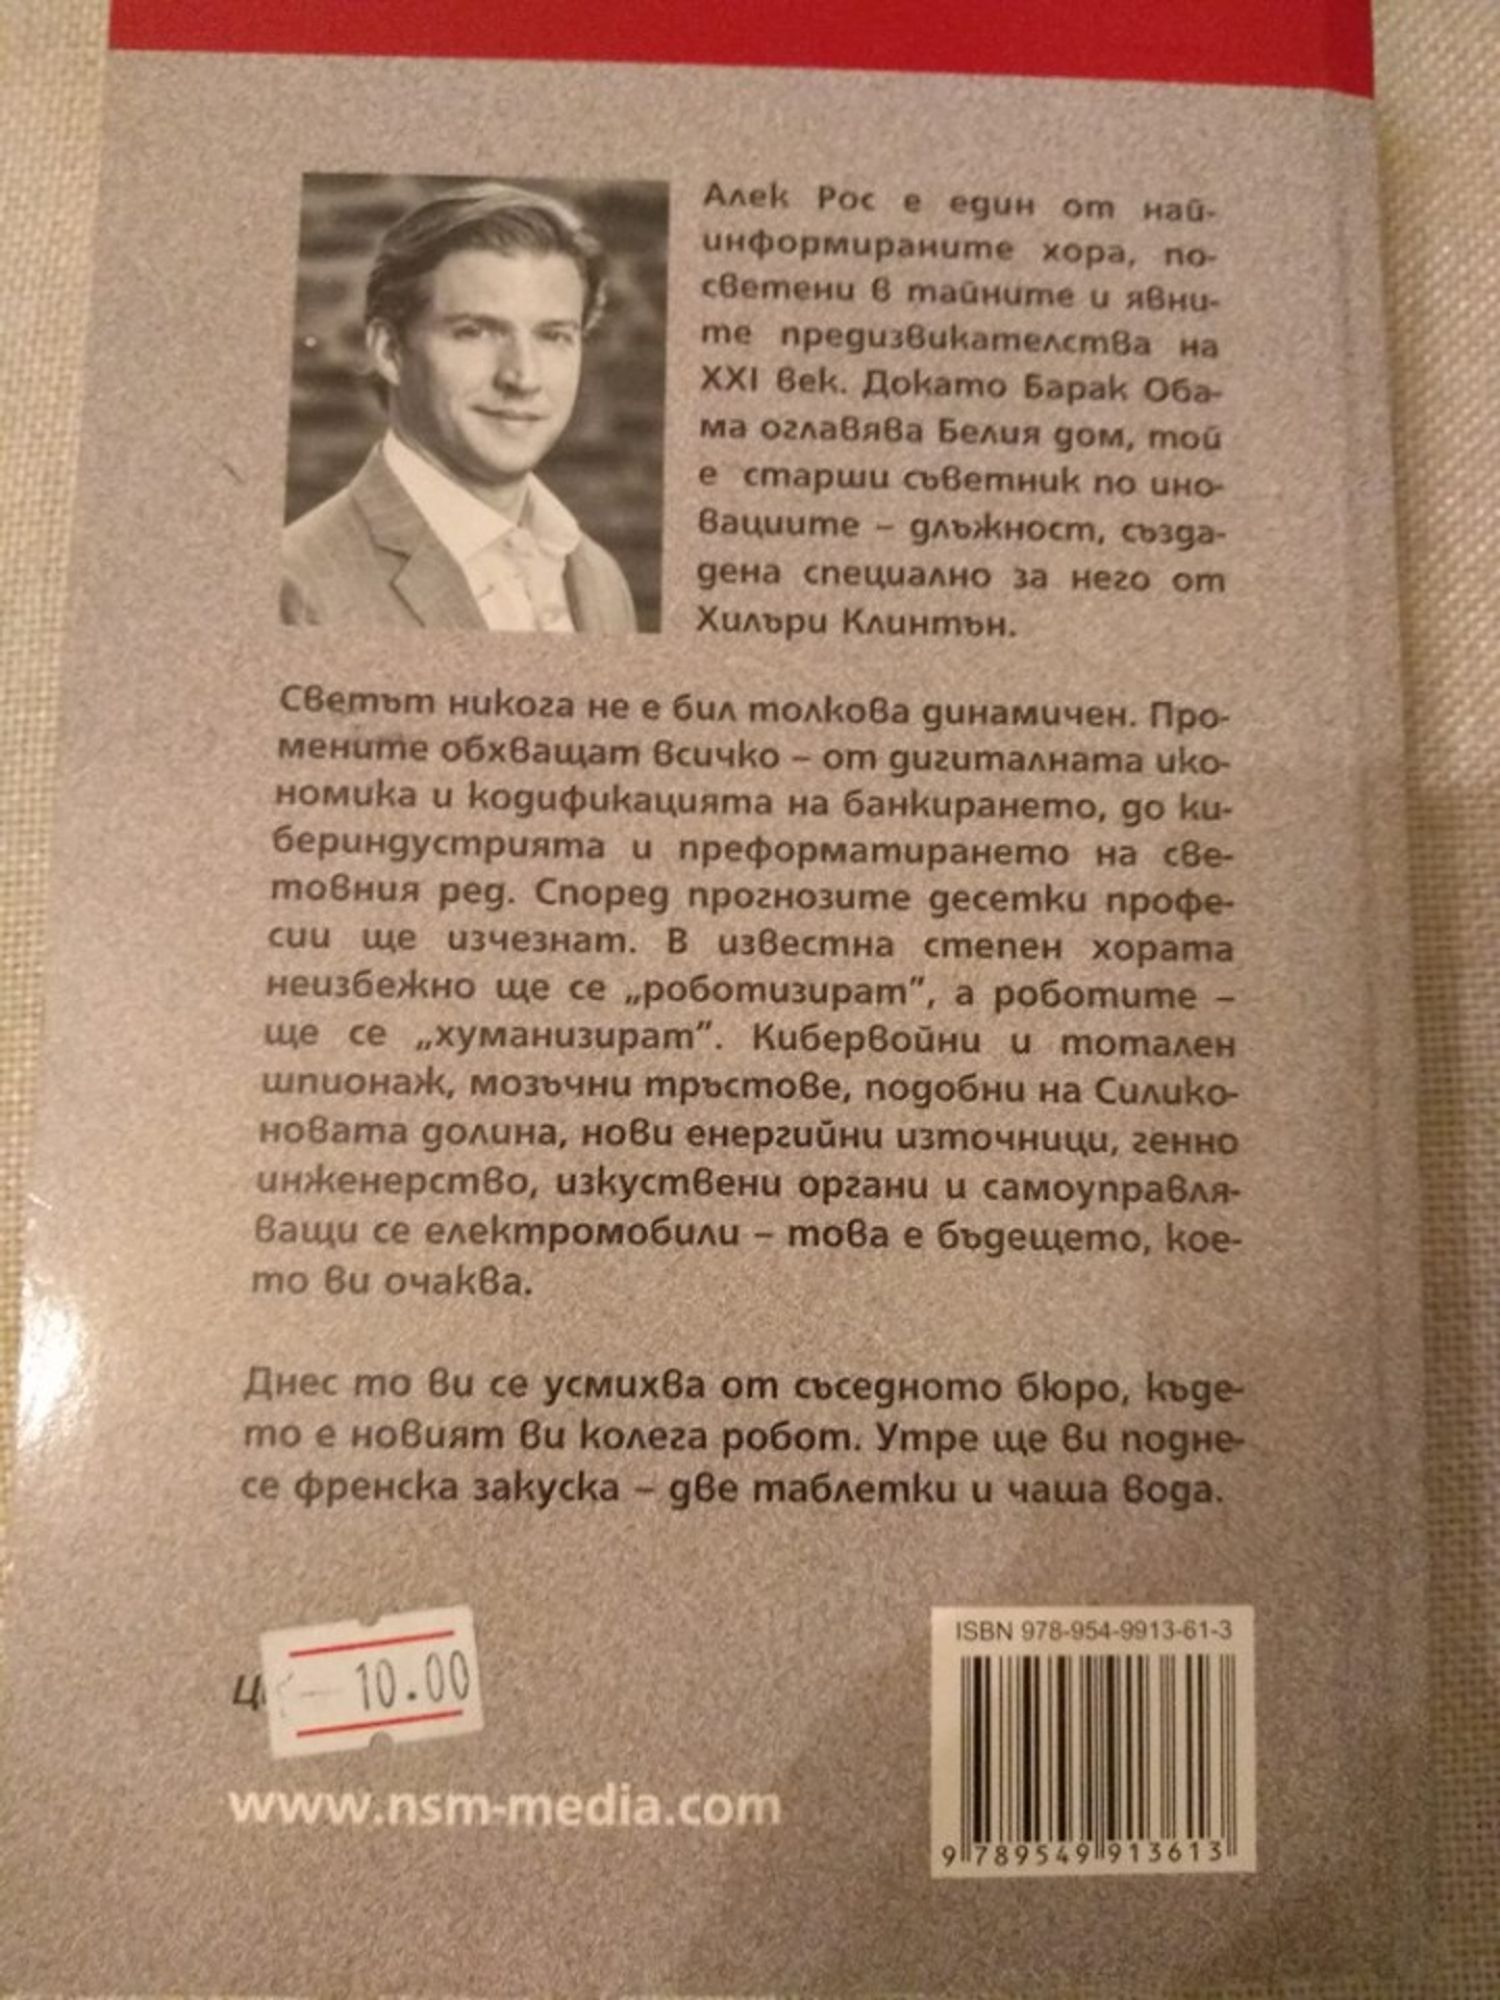 Алек Рос е един от най-
информираните хора, по-
светени в тайните и явни-
те предизвикателства на
XXI век. Докато Барак Оба-
ма оглавява Белия дом, той
е старши съветник по ино-
вациите – длъжност, създа-
дена специално за него от
Хилъри Клинтън.
Светът никога не е бил толкова динамичен. Про-
мените обхващат всичко – от дигиталната ико-
номика и кодификацията на банкирането, до ки-
бериндустрията и преформатирането на све-
товния ред. Според прогнозите десетки профе-
сии ще изчезнат. В известна степен хората
неизбежно ще се „роботизират”, а роботите –
ще се „хуманизират”. Кибервойни и тотален
шпионаж, мозъчни тръстове, подобни на Силико-
новата долина, нови енергийни източници, генно
инженерство, изкуствени органи и самоуправля-
ващи се електромобили – това е бъдещето, кое-
то ви очаква.
Днес то ви се усмихва от съседното бюро, къде-
то е новият ви колега робот. Утре ще ви подне-
се френска закуска – две таблетки и чаша вода.
ISBN 978-954-9913-61-3
10.00
www.nsm-media.com
9 789549 913613